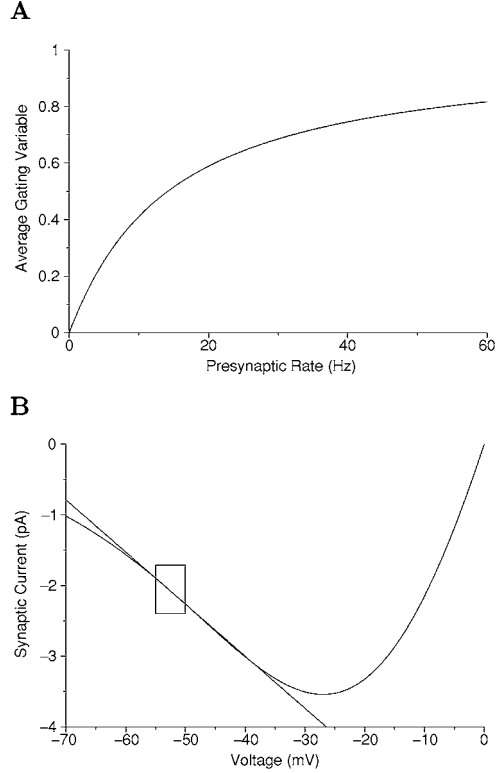 A
1
0.8
0.6
0.4
0.2
0
Average Gating Variable
0 20 40 60
Presynaptic Rate (Hz)
B
0
−1
−2
−3
−4
Synaptic Current (pA)
−70 −60 −50 −40 −30 −20 −10 0
Voltage (mV)